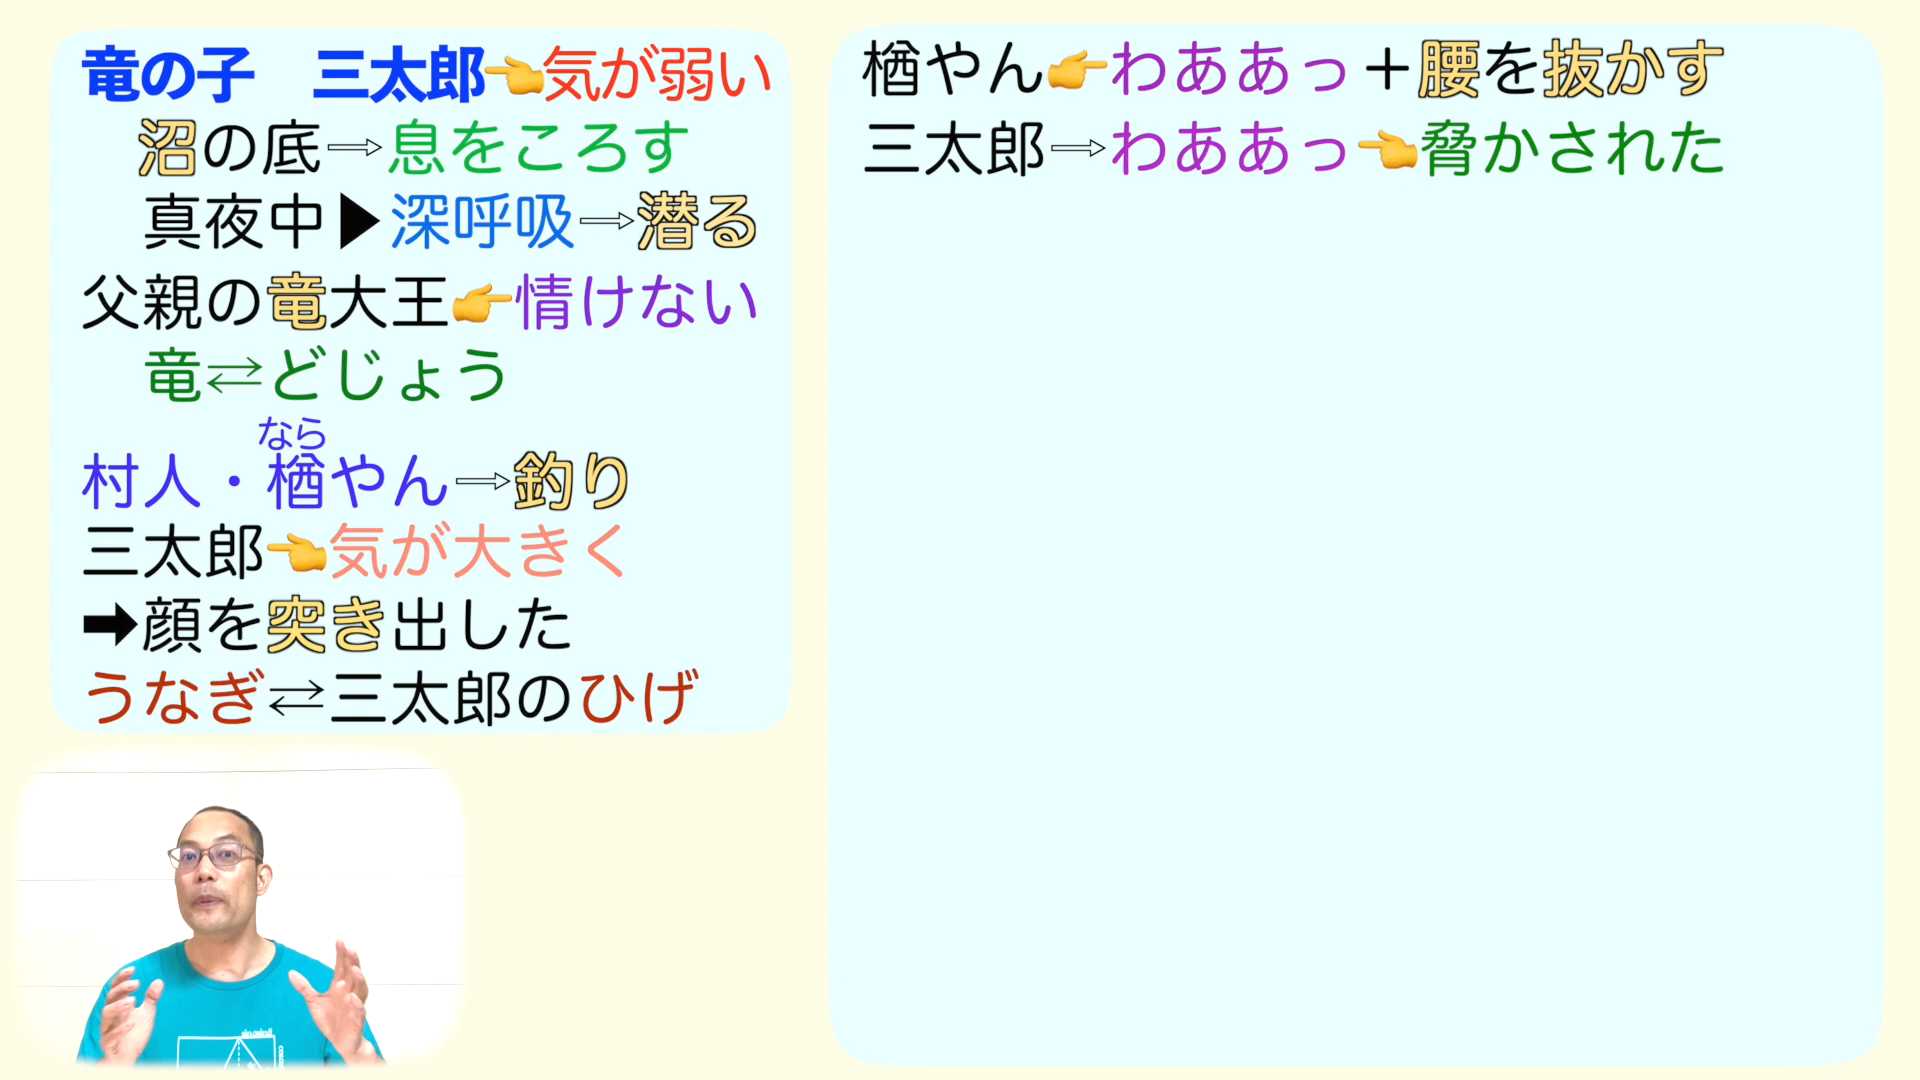 竜の子　三太郎👈気が弱い
沼の底⇨息をころす
真夜中▶深呼吸⇨潜る
父親の竜大王👉情けない
竜⇄どじょう
なら
村人・楢やん⇨釣り
三太郎👈気が大きく
➡顔を突き出した
うなぎ⇄三太郎のひげ
楢やん👉わああっ＋腰を抜かす
三太郎⇨わああっ👈脅かされた